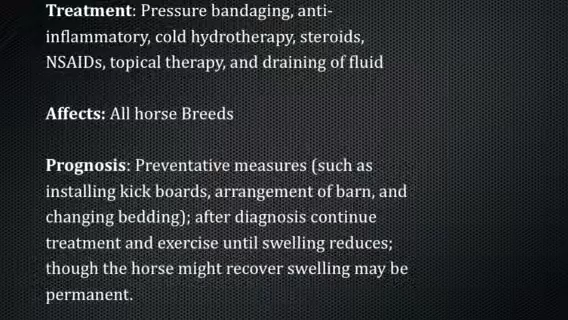 Treatment: Pressure bandaging, anti-
inflammatory, cold hydrotherapy, steroids,
NSAIDs, topical therapy, and draining of fluid
Affects: All horse Breeds
Prognosis: Preventative measures (such as
installing kick boards, arrangement of barn, and
changing bedding); after diagnosis continue
treatment and exercise until swelling reduces;
though the horse might recover swelling may be
permanent.